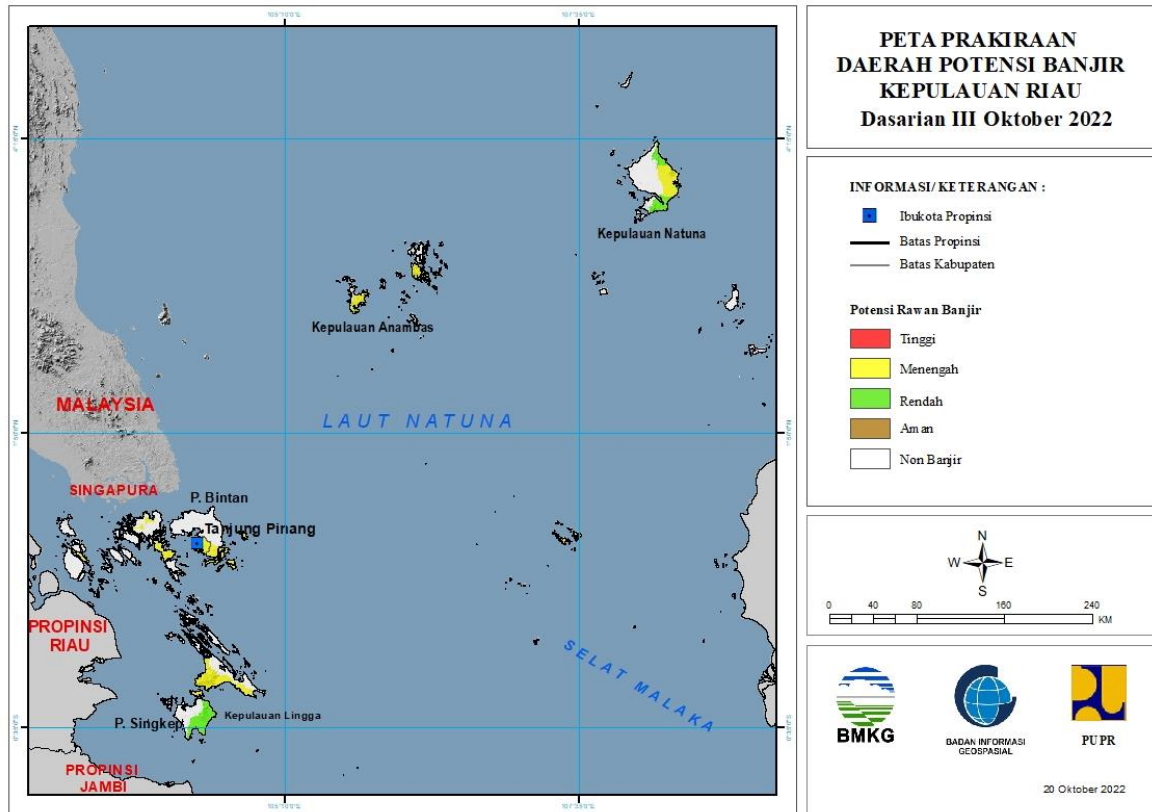 PETA PRAKIRAAN
DAERAH POTENSI BANJIR
KEPULAUAN RIAU
Dasarian III Oktober 2022
INFORMASI/ KETERANGAN :
Ibukota Propinsi
Batas Propinsi
Batas Kabupaten
Potensi Rawan Banjir
Tinggi
Menengah
Rendah
Aman
Non Banjir
N
W
E
S
0 40 80 160 240
KM
BMKG
BADAN INFORMASI
GEOSPASIAL
PUPR
20 Oktober 2022
Kepulauan Natuna
Kepulauan Anambas
MALAYSIA
LAUT NATUNA
SINGAPURA
P. Bintan
Tanjung Pinang
PROPINSI
RIAU
SELAT MALAKA
P. Singkep
Kepulauan Lingga
PROPINSI
JAMBI